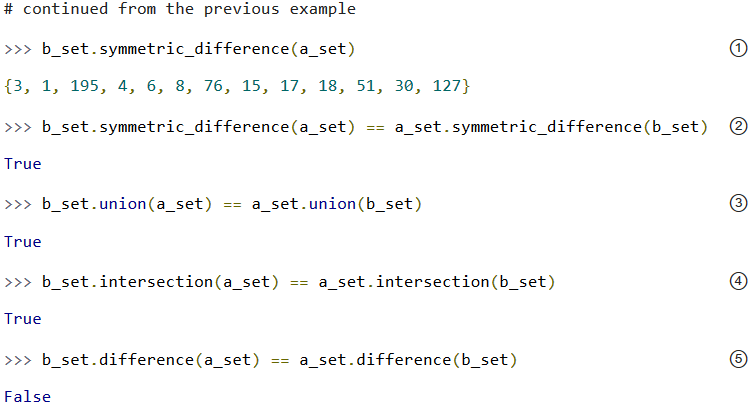 # continued from the previous example
>>> b_set.symmetric_difference(a_set) ①
{3, 1, 195, 4, 6, 8, 76, 15, 17, 18, 51, 30, 127}
>>> b_set.symmetric_difference(a_set) == a_set.symmetric_difference(b_set) ②
True
>>> b_set.union(a_set) == a_set.union(b_set) ③
True
>>> b_set.intersection(a_set) == a_set.intersection(b_set) ④
True
>>> b_set.difference(a_set) == a_set.difference(b_set) ⑤
False